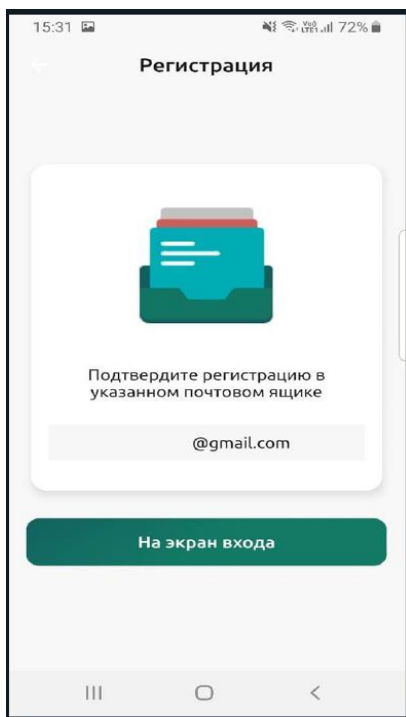 15:31 72%
Регистрация
Подтвердите регистрацию в
указанном почтовом ящике
@gmail.com
На экран входа